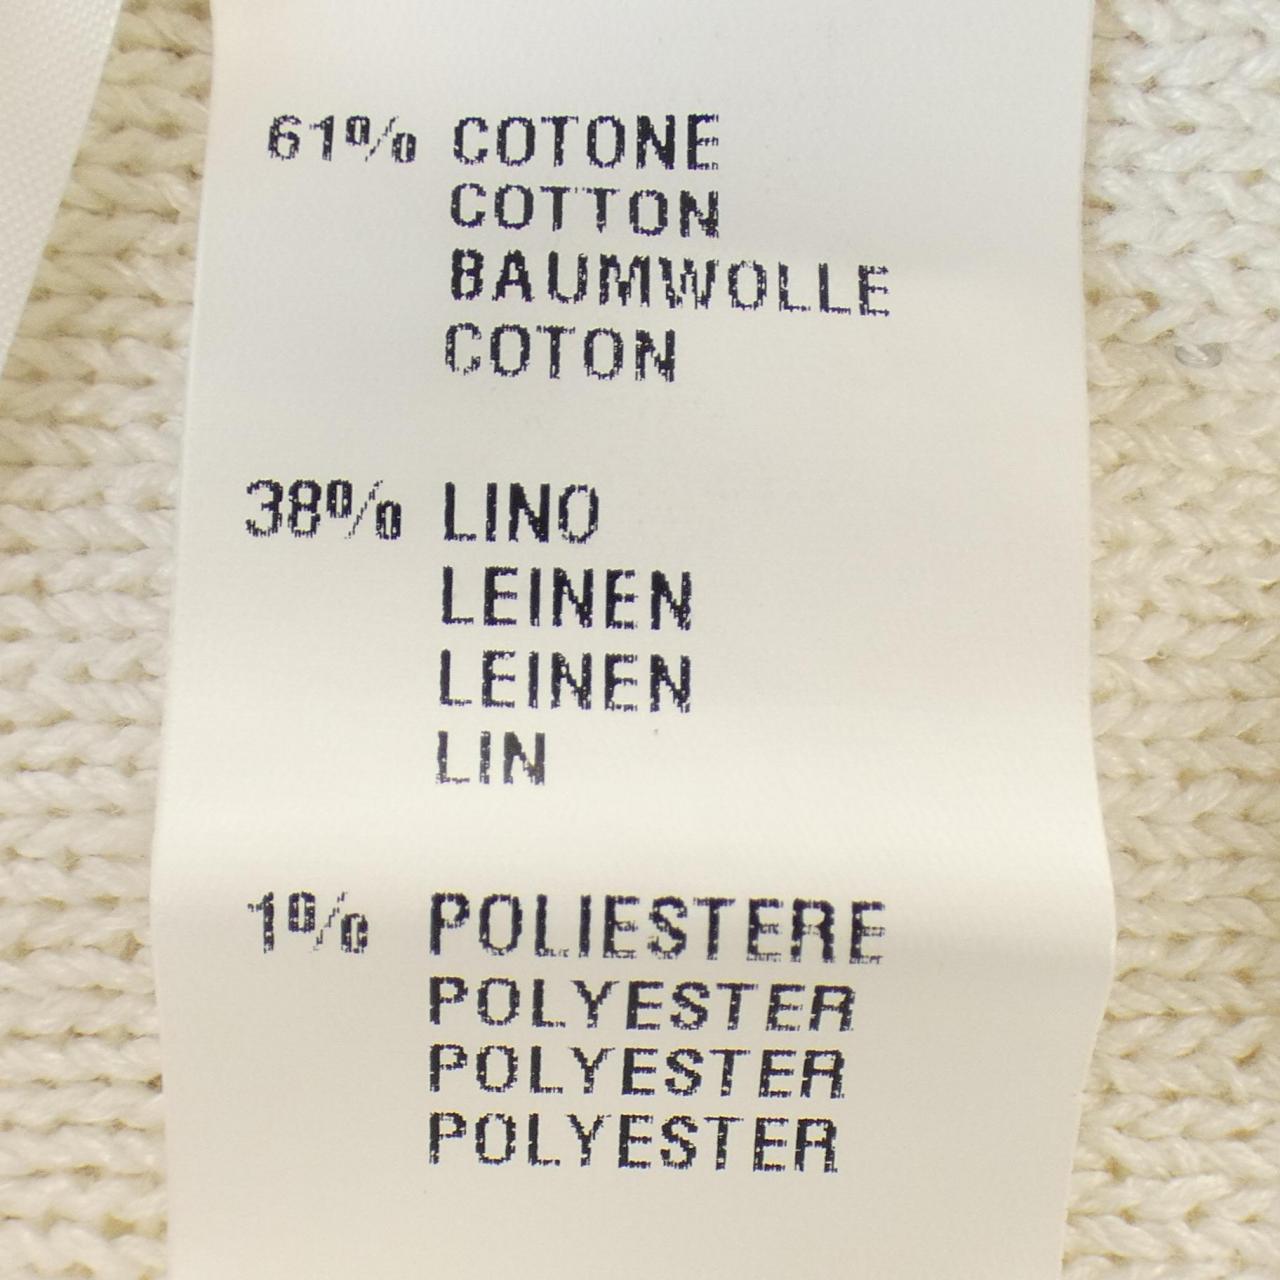 61% COTONE
COTTON
BAUMWOLLE
COTON
38% LINO
LEINEN
LEINEN
LIN
1% POLIESTERE
POLYESTER
POLYESTER
POLYESTER